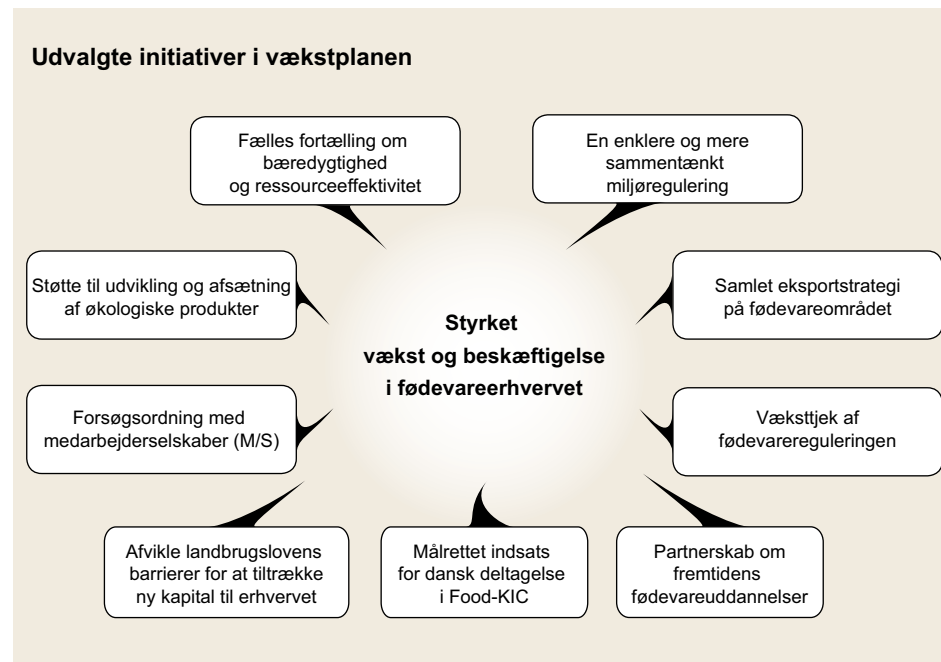 Udvalgte initiativer i vækstplanen
Fælles fortælling om
bæredygtighed
og ressourceeffektivitet
En enklere og mere
sammentænkt
miljøregulering
Støtte til udvikling og afsætning
af økologiske produkter
Samlet eksportstrategi
på fødevareområdet
Styrket
vækst og beskæftigelse
i fødevareerhvervet
Forsøgsordning med
medarbejderselskaber (M/S)
Væksttjek af
fødevarereguleringen
Afvikle landbrugslovens
barrierer for at tiltrække
ny kapital til erhvervet
Målrettet indsats
for dansk deltagelse
i Food-KIC
Partnerskab om
fremtidens
fødevareuddannelser